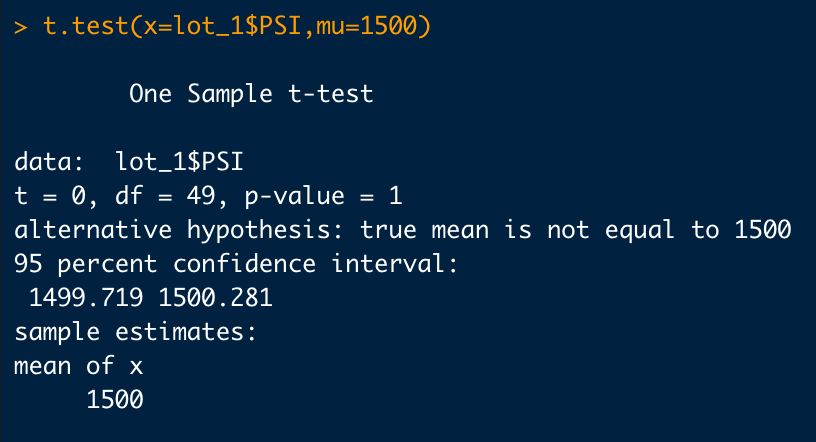 > t.test(x=lot_1$PSI,mu=1500)
One Sample t-test
data:  lot_1$PSI
t = 0, df = 49, p-value = 1
alternative hypothesis: true mean is not equal to 1500
95 percent confidence interval:
1499.719 1500.281
sample estimates:
mean of x
1500